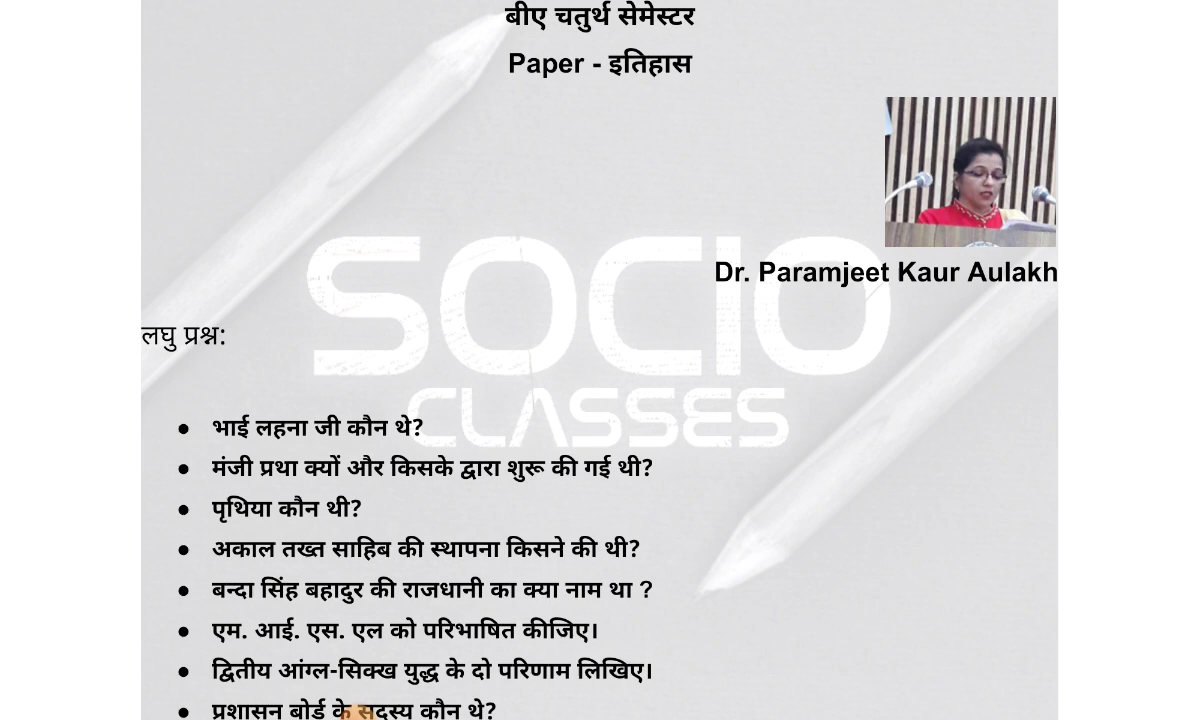 बीए चतुर्थ सेमेस्टर
Paper - इतिहास
SOCIO
CLASSES
Dr. Paramjeet Kaur Aulakh
लघु प्रश्न:
● भाई लहना जी कौन थे?
● मंजी प्रथा क्यों और किसके द्वारा शुरू की गई थी?
● पृथिया कौन थी?
● अकाल तख्त साहिब की स्थापना किसने की थी?
● बन्दा सिंह बहादुर की राजधानी का क्या नाम था ?
● एम. आई. एस. एल को परिभाषित कीजिए।
● द्वितीय आंग्ल-सिक्ख युद्ध के दो परिणाम लिखिए।
● प्रशासन बोर्ड के सदस्य कौन थे?